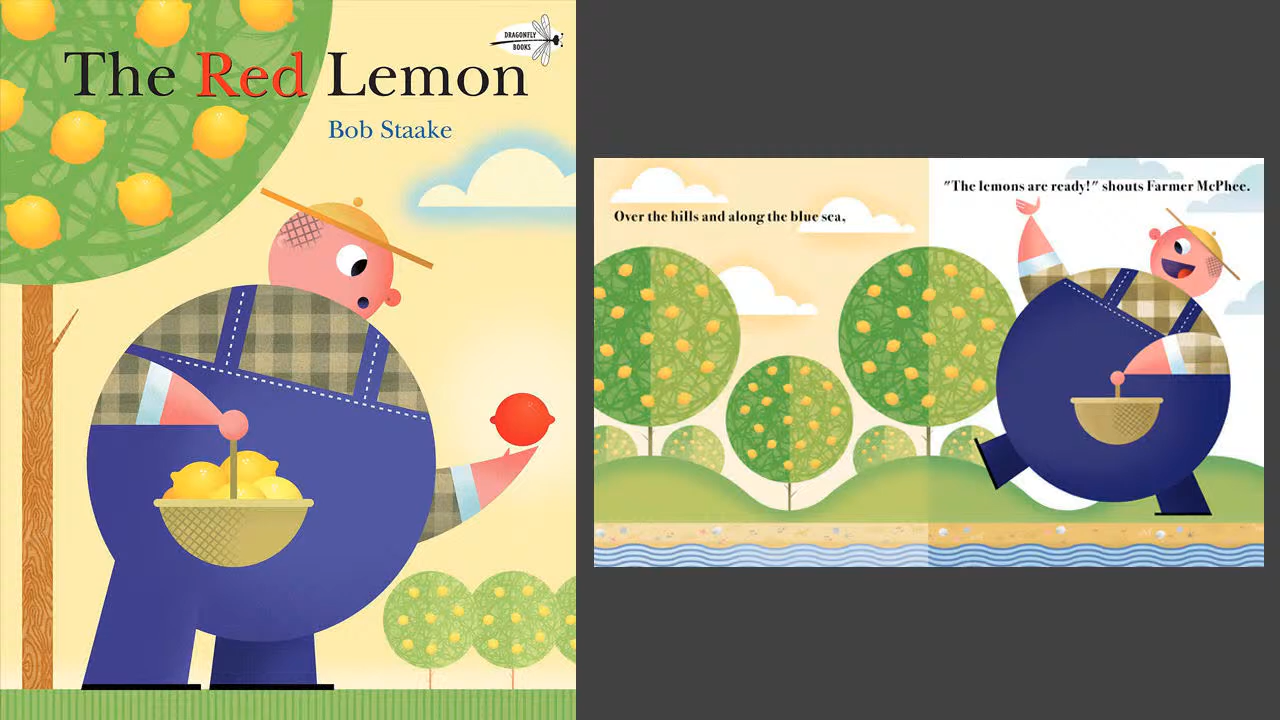 DRAGONFLY
BOOKS
The Red Lemon
Bob Staake
"The lemons are ready!" shouts Farmer McPhee.
Over the hills and along the blue sea,